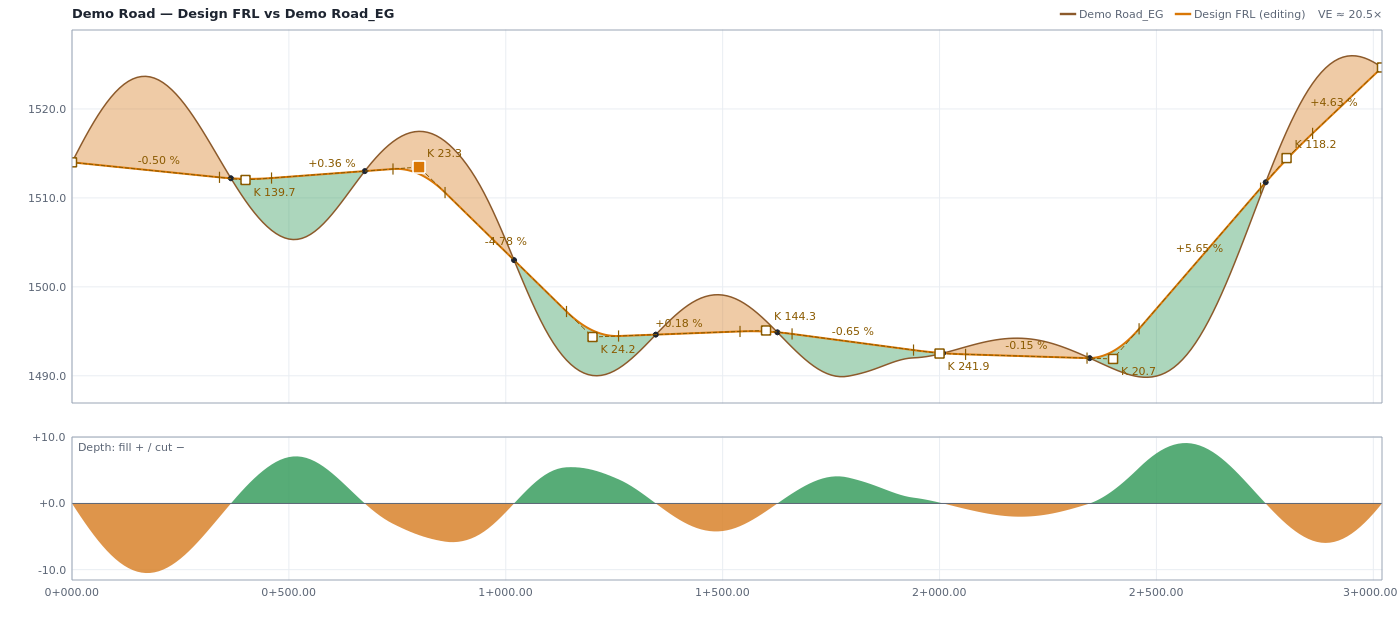 Demo Road — Design FRL vs Demo Road_EG
Demo Road_EG Design FRL (editing) VE ≈ 20.5×
1520.0
1510.0
1500.0
1490.0
-0.50 %
K 139.7
+0.36 %
K 23.3
-4.78 %
K 24.2
+0.18 %
K 144.3
-0.65 %
K 241.9
-0.15 %
K 20.7
+5.65 %
K 118.2
+4.63 %
Depth: fill + / cut −
+10.0
+0.0
-10.0
0+000.00 0+500.00 1+000.00 1+500.00 2+000.00 2+500.00 3+000.00